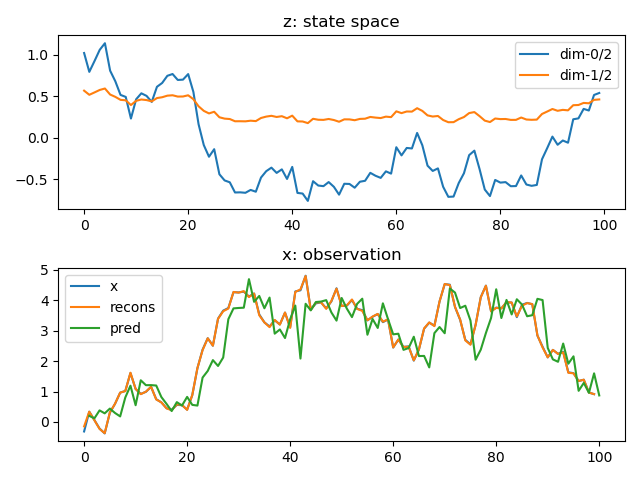 z: state space
1.0
0.5
0.0
−0.5
dim-0/2
dim-1/2
0 20 40 60 80 100
x: observation
5
4
3
2
1
0
x
recons
pred
0 20 40 60 80 100